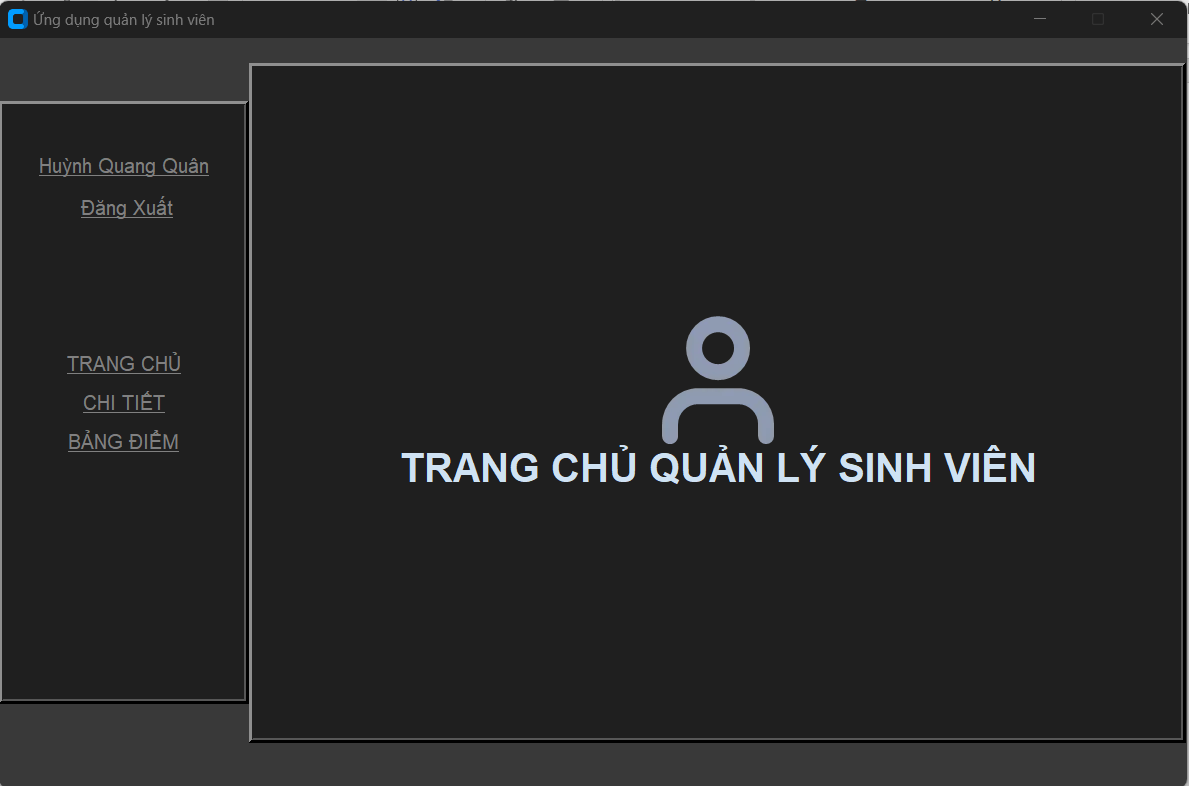 Ứng dụng quản lý sinh viên
Huỳnh Quang Quân
Đăng Xuất
TRANG CHỦ
CHI TIẾT
BẢNG ĐIỂM
TRANG CHỦ QUẢN LÝ SINH VIÊN